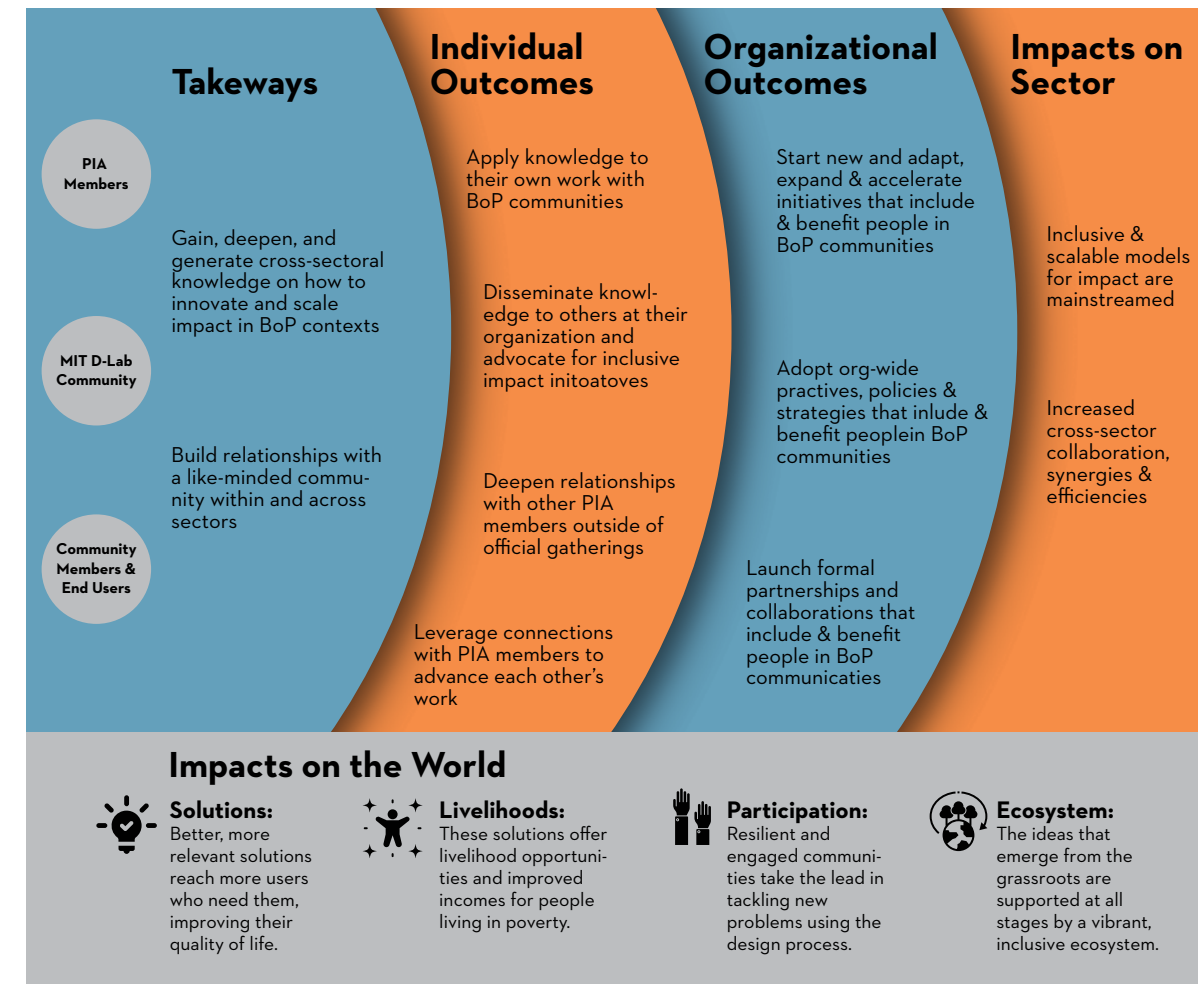 Takeways
PIA
Members
MIT D-Lab
Community
Community
Members &
End Users
Gain, deepen, and
generate cross-sectoral
knowledge on how to
innovate and scale
impact in BoP contexts
Build relationships with
a like-minded commu-
nity within and across
sectors
Individual
Outcomes
Apply knowledge to
their own work with
BoP communities
Disseminate knowl-
edge to others at their
organization and
advocate for inclusive
impact initoatoves
Deepen relationships
with other PIA
members outside of
official gatherings
Leverage connections
with PIA members to
advance each other’s
work
Organizational
Outcomes
Start new and adapt,
expand & accelerate
initiatives that include
& benefit people in
BoP communities
Adopt org-wide
practives, policies &
strategies that inlude &
benefit peoplein BoP
communities
Launch formal
partnerships and
collaborations that
include & benefit
people in BoP
communicaties
Impacts on
Sector
Inclusive &
scalable models
for impact are
mainstreamed
Increased
cross-sector
collaboration,
synergies &
efficiencies
Impacts on the World
Solutions:
Better, more
relevant solutions
reach more users
who need them,
improving their
quality of life.
Livelihoods:
These solutions offer
livelihood opportuni-
ties and improved
incomes for people
living in poverty.
Participation:
Resilient and
engaged communi-
ties take the lead in
tackling new
problems using the
design process.
Ecosystem:
The ideas that
emerge from the
grassroots are
supported at all
stages by a vibrant,
inclusive ecosystem.